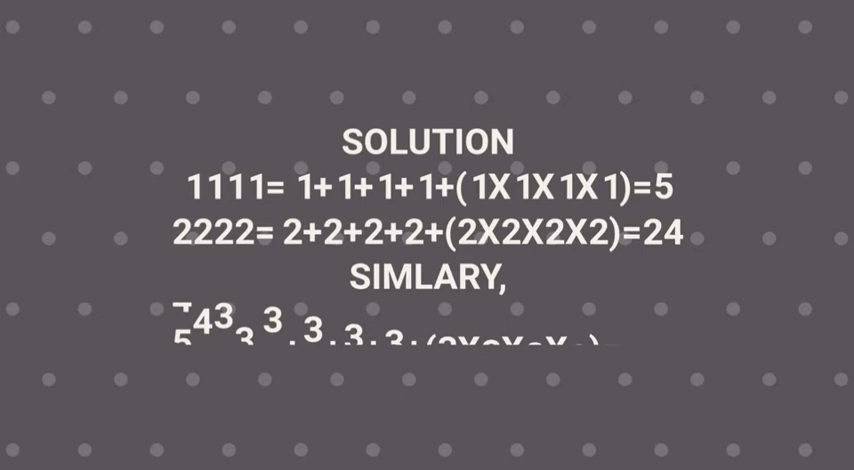 SOLUTION
1111= 1+1+1+1+(1X1X1X1)=5
2222= 2+2+2+2+(2X2X2X2)=24
SIMLARY,